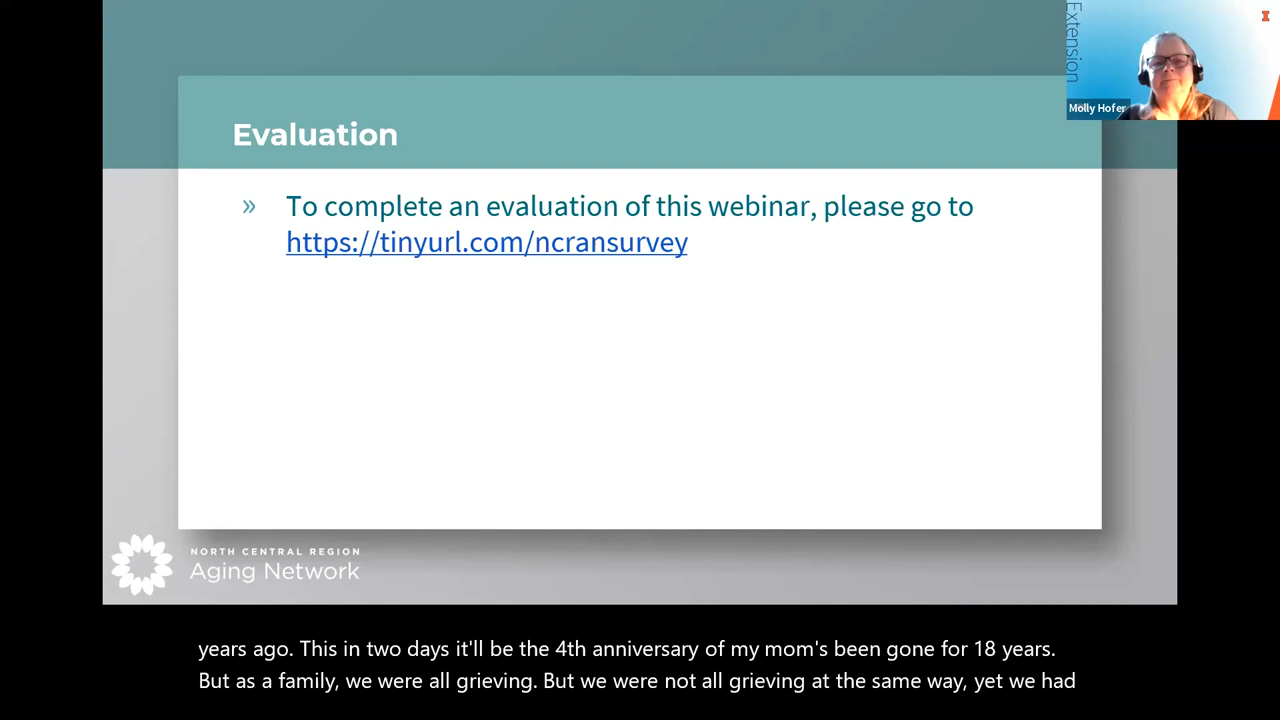 Extension
Molly Hofer
Evaluation
» To complete an evaluation of this webinar, please go to
https://tinyurl.com/ncransurvey
NORTH CENTRAL REGION
Aging Network
years ago. This in two days it'll be the 4th anniversary of my mom's been gone for 18 years.
But as a family, we were all grieving. But we were not all grieving at the same way, yet we had